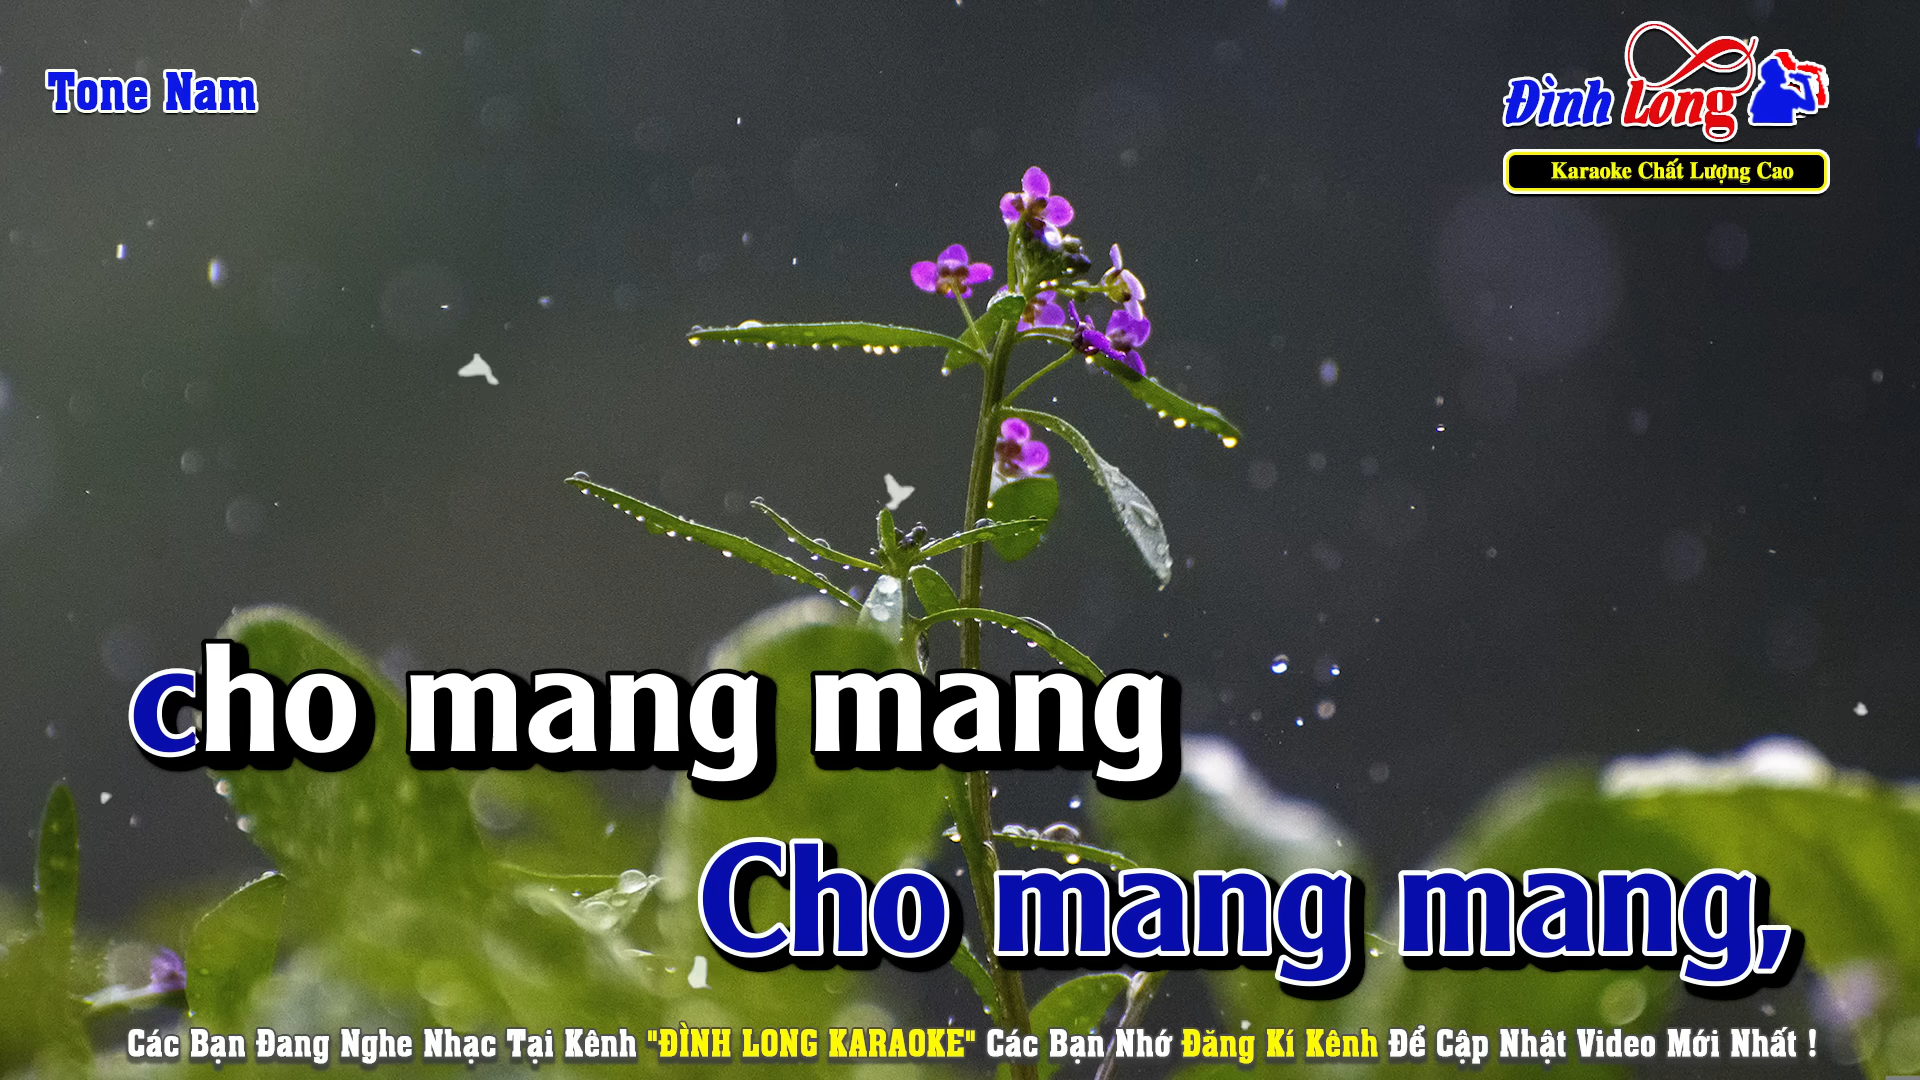 Tone Nam
Đình Long
Karaoke Chất Lượng Cao
cho mang mang
Cho mang mang,
Các Bạn Đang Nghe Nhạc Tại Kênh "ĐÌNH LONG KARAOKE" Các Bạn Nhớ Đăng Kí Kênh Để Cập Nhật Video Mới Nhất !